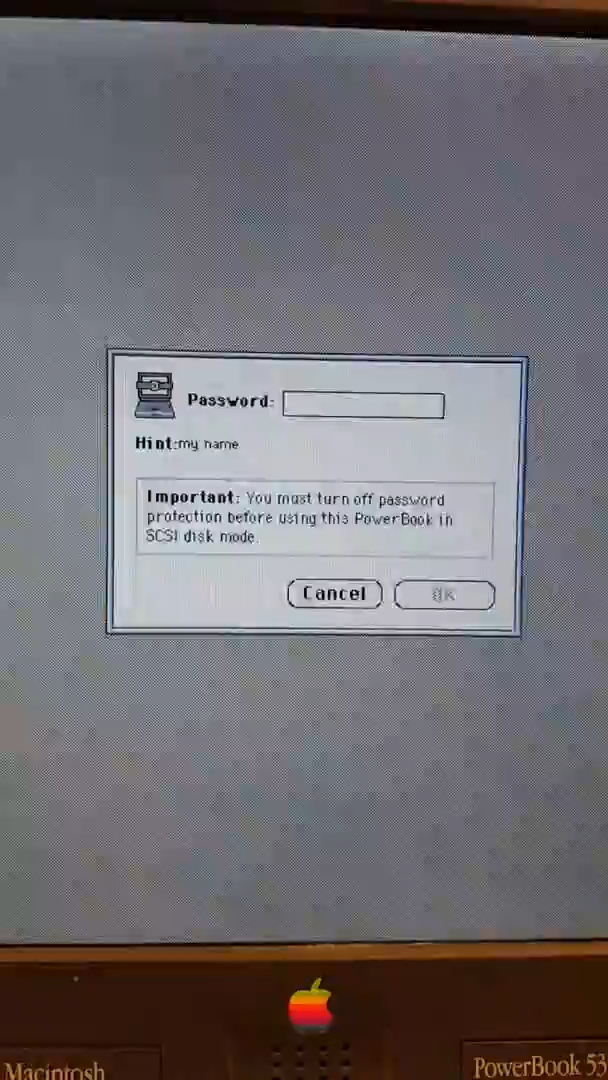 Password:
Hint:my name
Important: You must turn off password
protection before using this PowerBook in
SCSI disk mode.
Cancel
OK
Macintosh
PowerBook 53